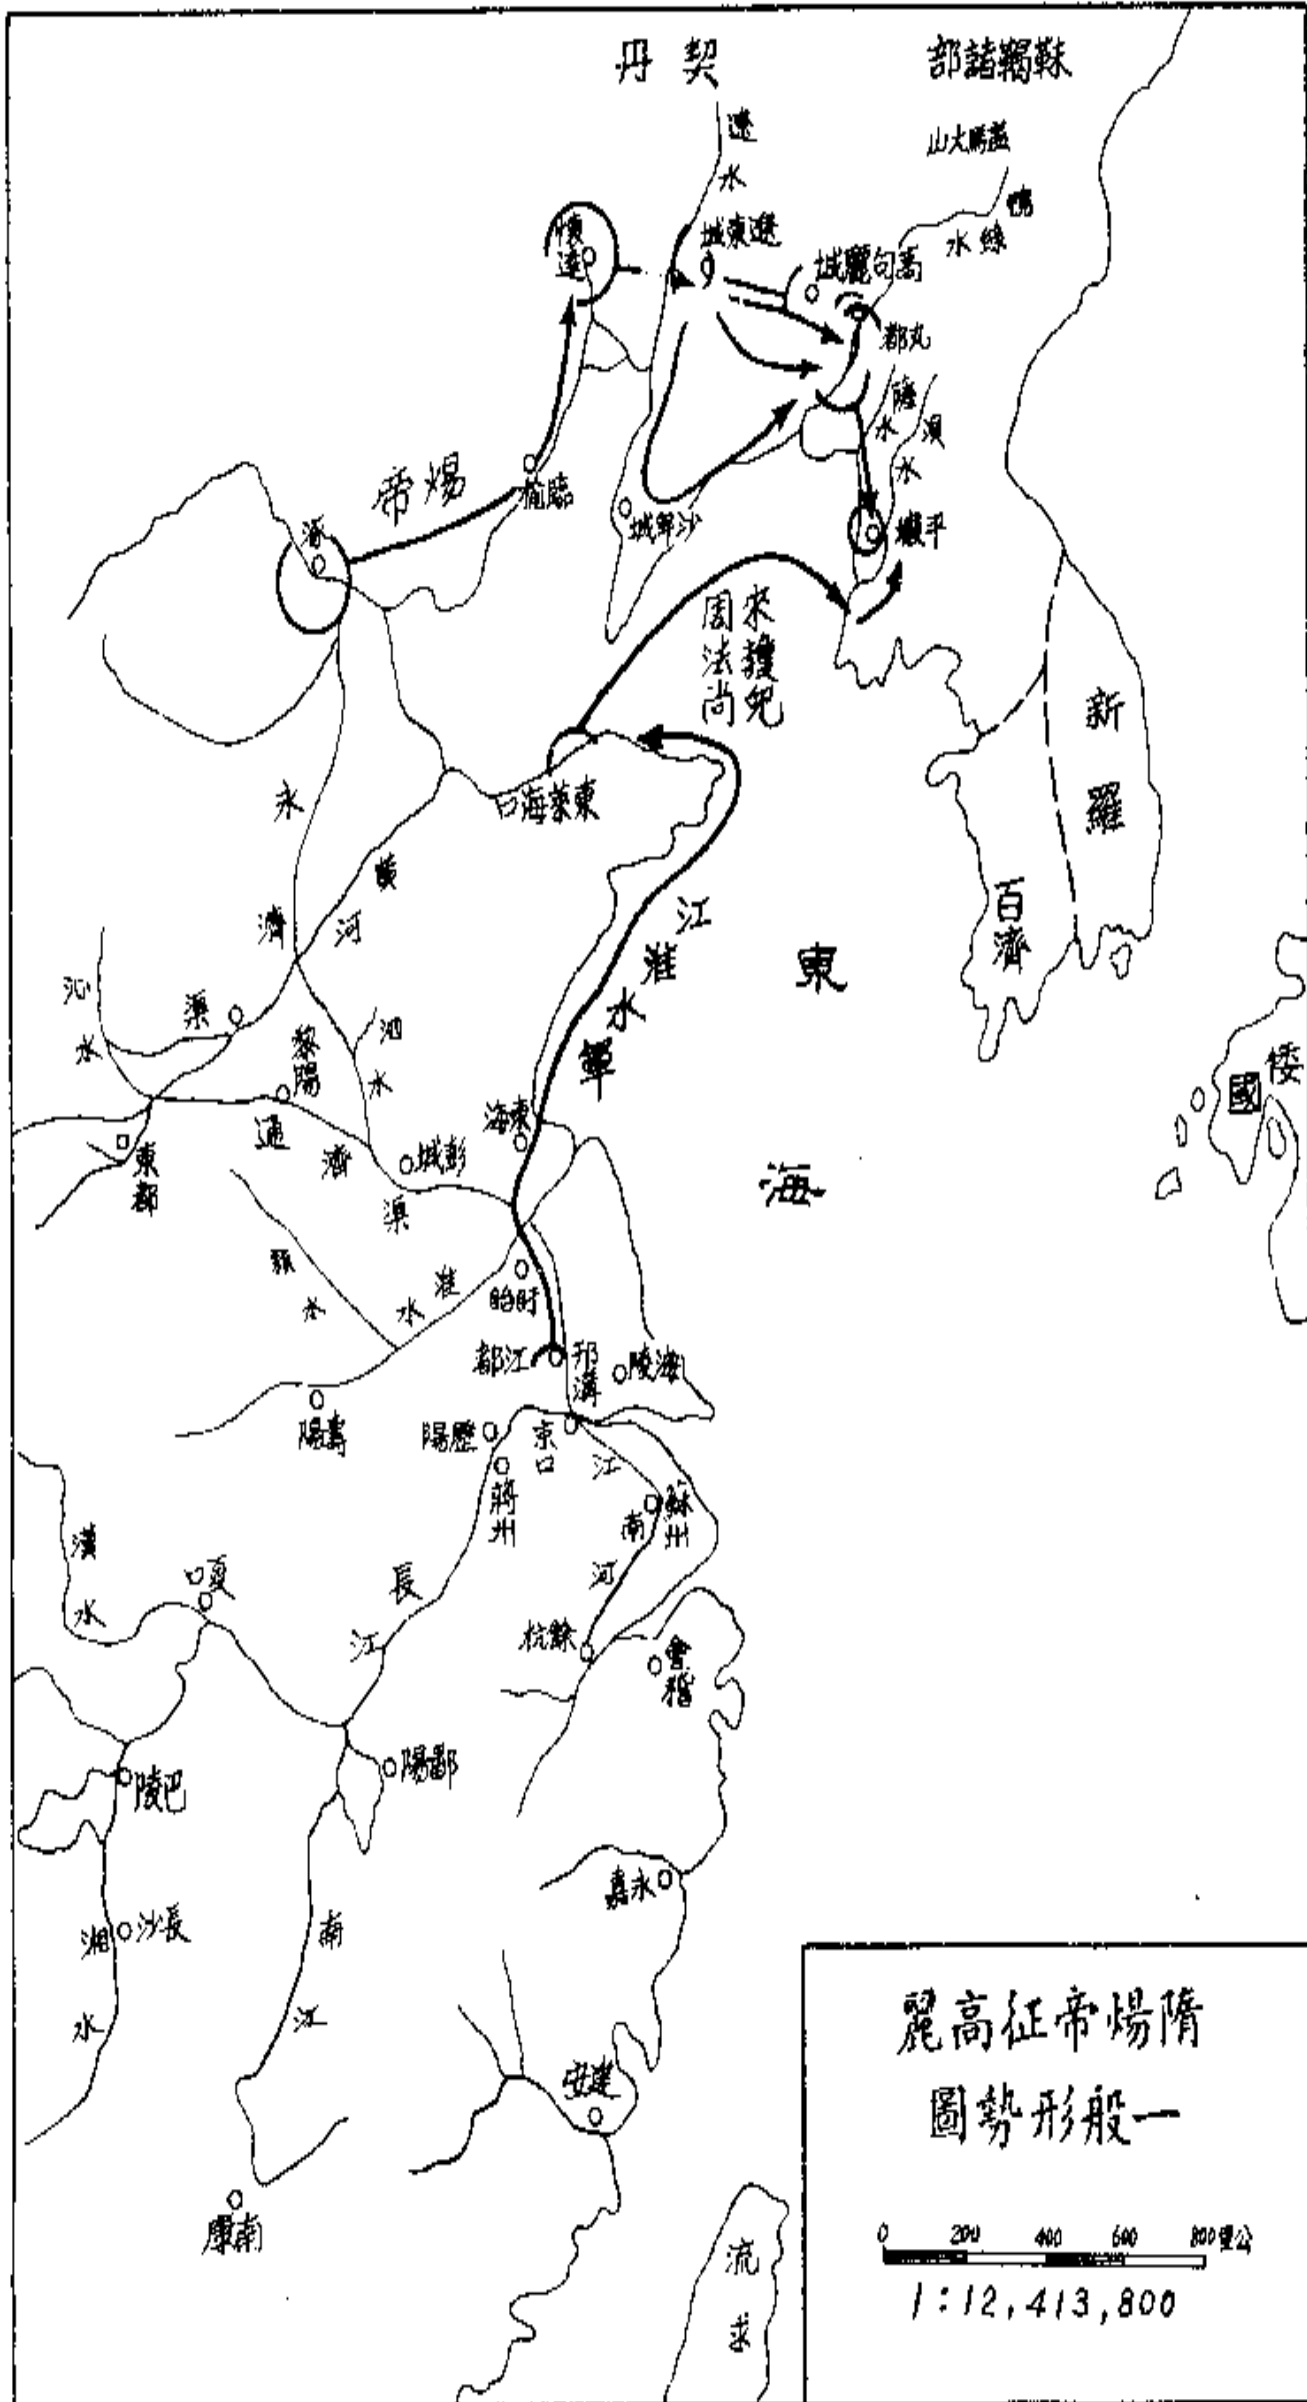 契丹
靺鞨諸部
遼水
蓋馬大山
鴨綠水
懷遠
遼東城
高句麗城
丸都
薩水
浿水
煬帝
臨楡
沙卑城
平壤
涿
來護兒
周法尚
新羅
百濟
東萊海口
永濟渠
黃河
江淮水軍
東海
沁水
泗水
黎陽
通濟渠
彭城
東海
東都
倭國
潁水
淮水
盱眙
江都
邗溝
海陵
壽陽
歷陽
京口
蔣州
江南河
蘇州
漢水
夏口
長江
餘杭
會稽
巴陵
鄱陽
永嘉
長沙
湘水
南江
建安
南康
流求
隋煬帝征高麗
一般形勢圖
0 200 400 600 800公里
1:12,413,800